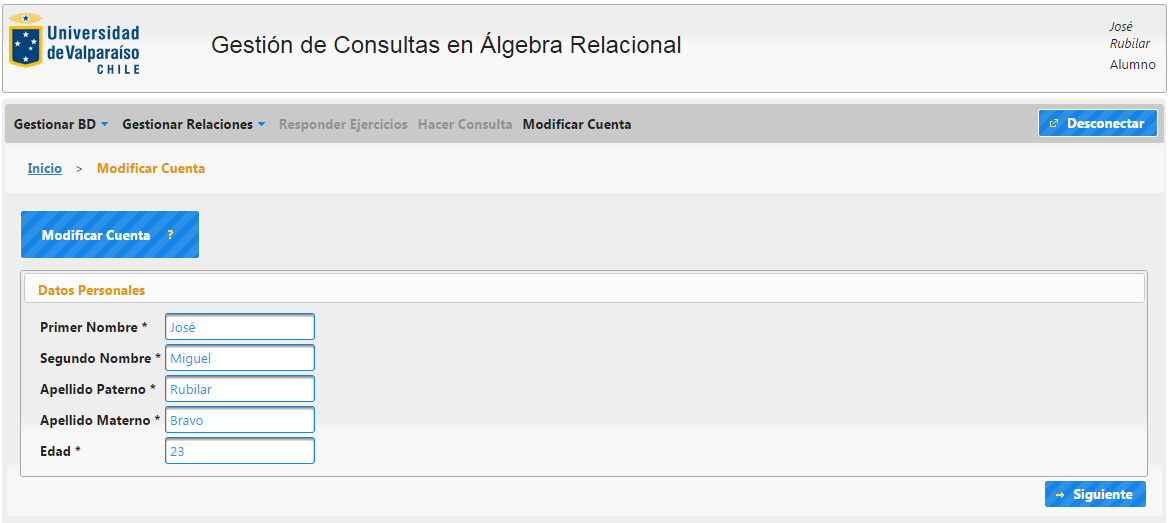 Universidad
de Valparaíso
CHILE
Gestión de Consultas en Álgebra Relacional
José
Rubilar
Alumno
Gestionar BD Gestionar Relaciones Responder Ejercicios Hacer Consulta Modificar Cuenta Desconectar
Inicio > Modificar Cuenta
Modificar Cuenta ?
Datos Personales
Primer Nombre * José
Segundo Nombre * Miguel
Apellido Paterno * Rubilar
Apellido Materno * Bravo
Edad * 23
Siguiente